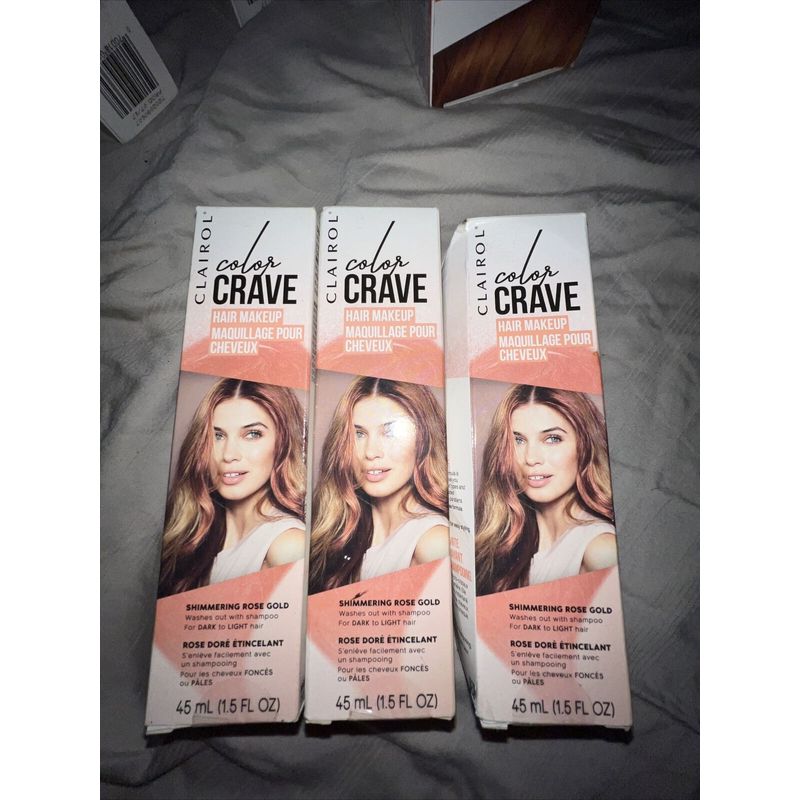 CLAIROL®
color
CRAVE
HAIR MAKEUP
MAQUILLAGE POUR
CHEVEUX
SHIMMERING ROSE GOLD
Washes out with shampoo
For DARK to LIGHT hair
ROSE DORÉ ÉTINCELANT
S'enlève facilement avec
un shampooing
Pour les cheveux FONCÉS
ou PÂLES
45 mL (1.5 FL OZ)
CLAIROL®
color
CRAVE
HAIR MAKEUP
MAQUILLAGE POUR
CHEVEUX
SHIMMERING ROSE GOLD
Washes out with shampoo
For DARK to LIGHT hair
ROSE DORÉ ÉTINCELANT
S'enlève facilement avec
un shampooing
Pour les cheveux FONCÉS
ou PÂLES
45 mL (1.5 FL OZ)
CLAIROL®
color
CRAVE
HAIR MAKEUP
MAQUILLAGE POUR
CHEVEUX
SHIMMERING ROSE GOLD
Washes out with shampoo
For DARK to LIGHT hair
ROSE DORÉ ÉTINCELANT
S'enlève facilement avec
un shampooing
Pour les cheveux FONCÉS
ou PÂLES
45 mL (1.5 FL OZ)